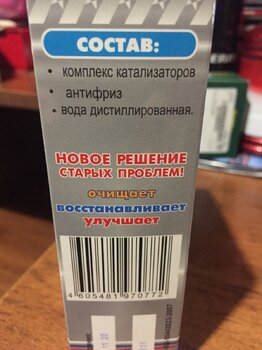 СОСТАВ:
• комплекс катализаторов
• антифриз
• вода дистиллированная.
НОВОЕ РЕШЕНИЕ
СТАРЫХ ПРОБЛЕМ!
очищает
восстанавливает
улучшает
4 605481 970772